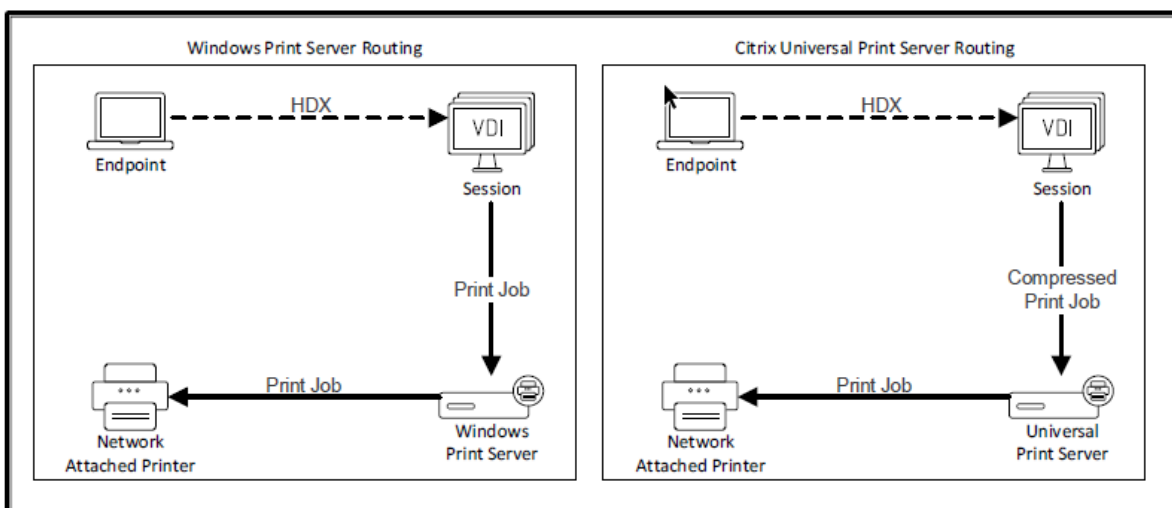 Windows Print Server Routing
HDX
VDI
Endpoint
Session
Print Job
Print Job
Network
Attached Printer
Windows
Print Server
Citrix Universal Print Server Routing
HDX
VDI
Endpoint
Session
Compressed
Print Job
Print Job
Network
Attached Printer
Universal
Print Server